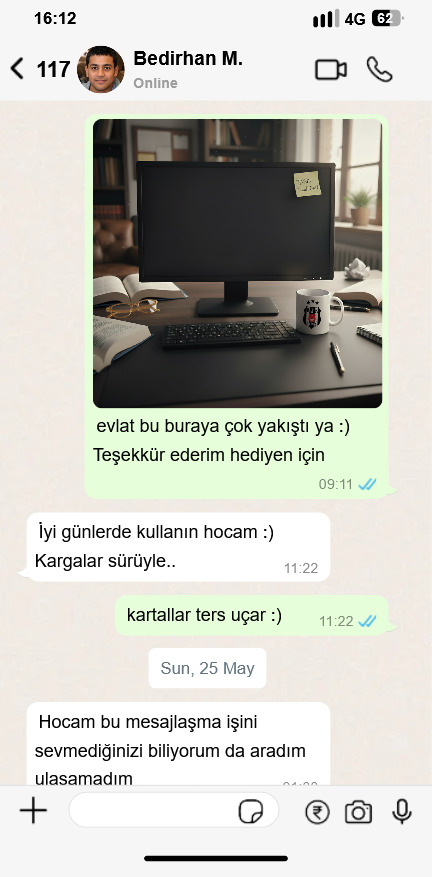 16:12
4G
62
117
Bedirhan M.
Online
evlat bu buraya çok yakıştı ya :)
Teşekkür ederim hediyen için
09:11
İyi günlerde kullanın hocam :)
Kargalar sürüyle..
11:22
kartallar ters uçar :)
11:22
Sun, 25 May
Hocam bu mesajlaşma işini
sevmediğinizi biliyorum da aradım
ulaşamadım